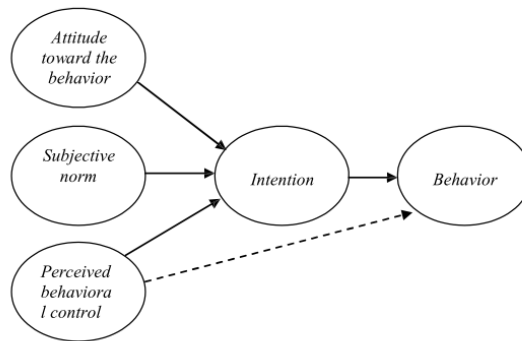 Attitude
toward the
behavior
Subjective
norm
Intention
Behavior
Perceived
behaviora
l control